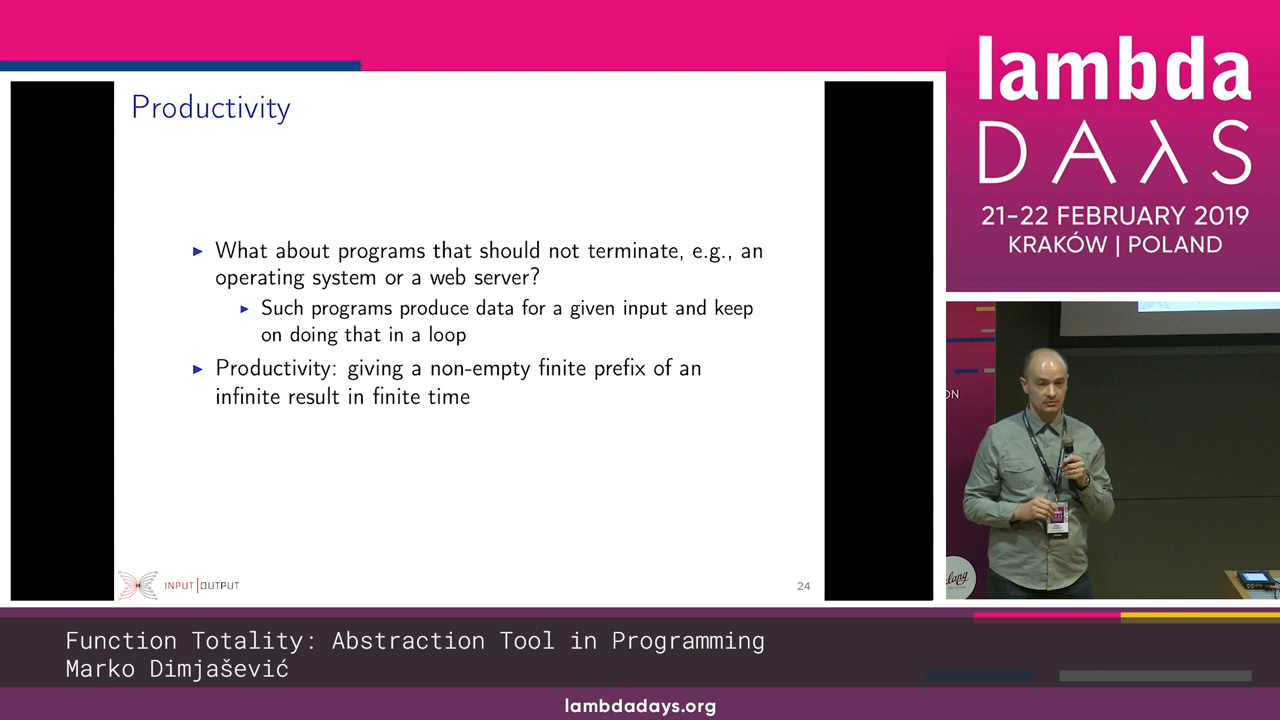 Productivity
▶ What about programs that should not terminate, e.g., an
operating system or a web server?
▶ Such programs produce data for a given input and keep
on doing that in a loop
▶ Productivity: giving a non-empty finite prefix of an
infinite result in finite time
INPUT|OUTPUT
24
lambda
DAλS
21-22 FEBRUARY 2019
KRAKÓW | POLAND
ON
lang
Function Totality: Abstraction Tool in Programming
Marko Dimjašević
lambdadays.org